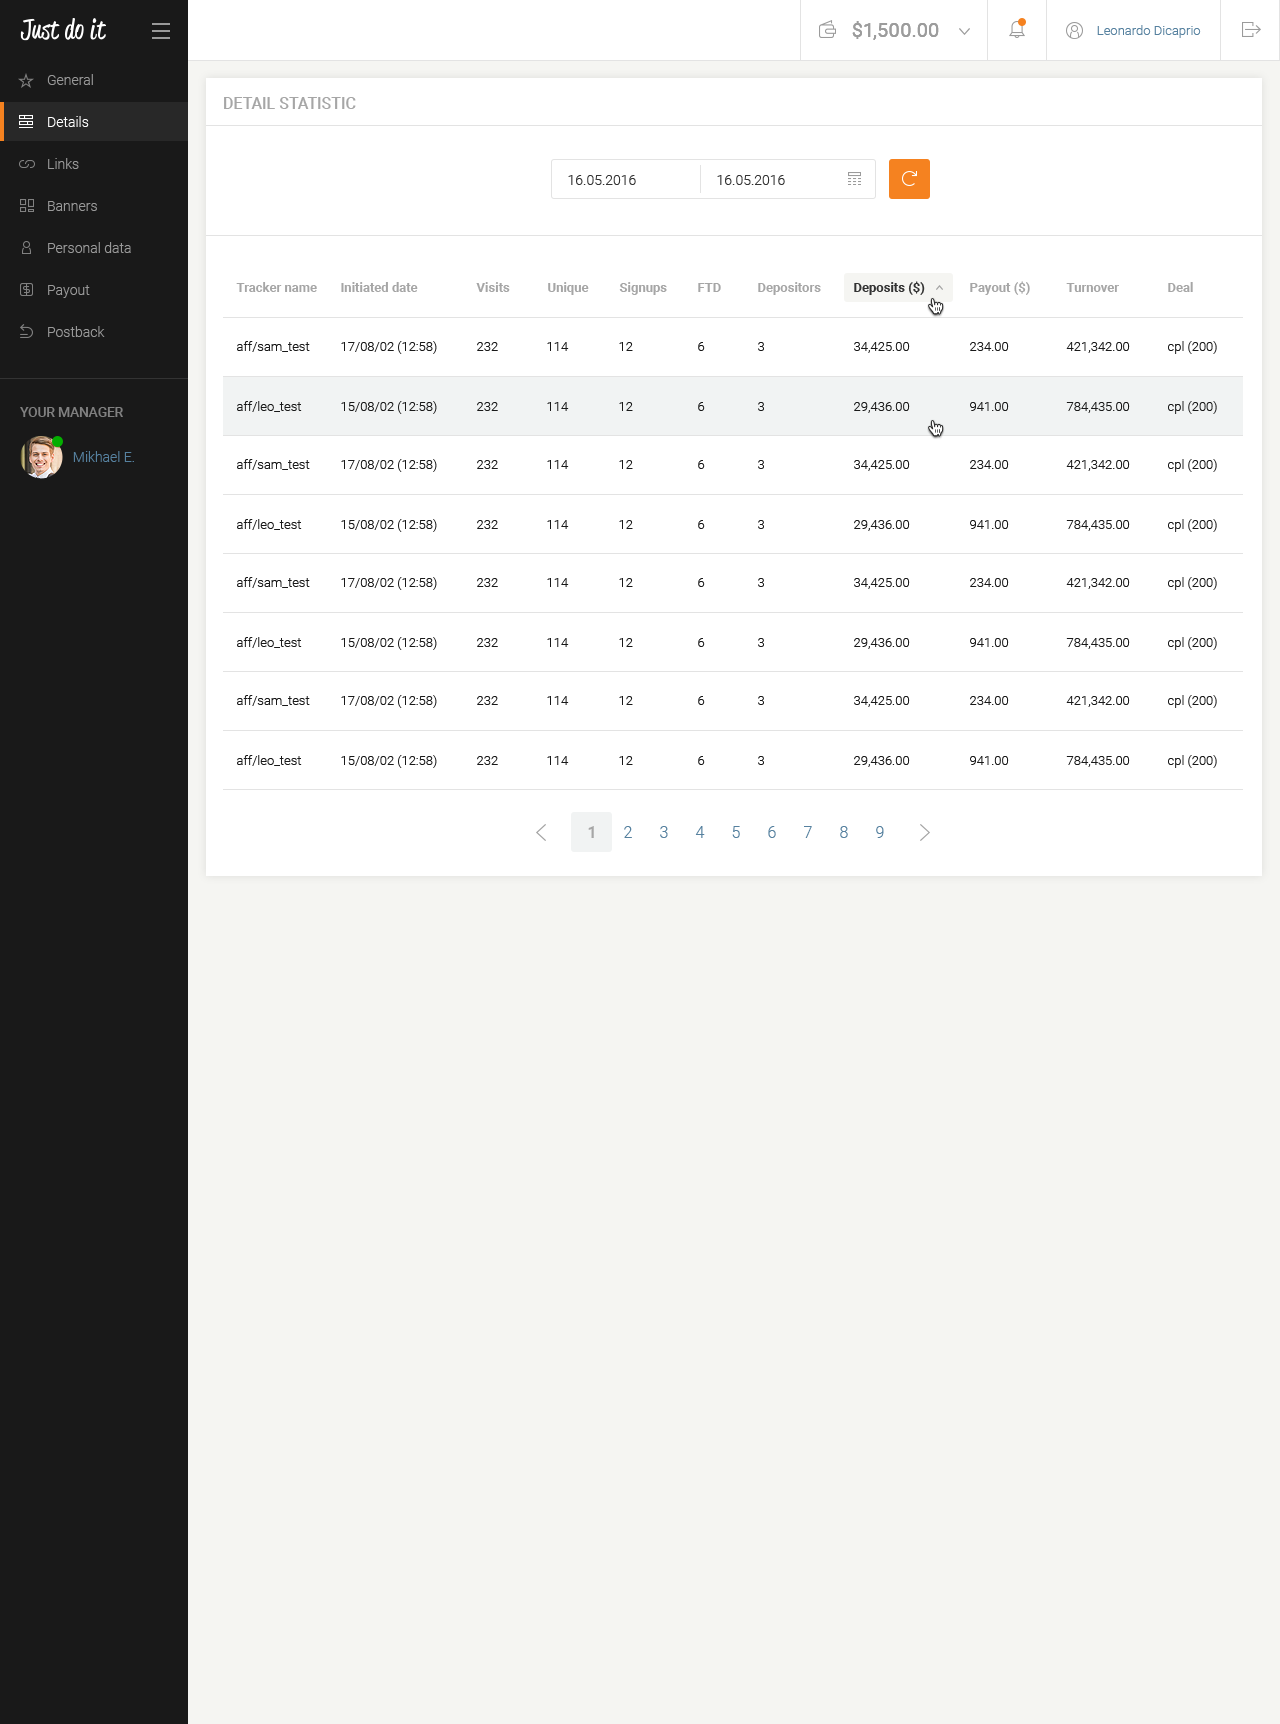 Just do it
$1,500.00
Leonardo Dicaprio
General
Details
Links
Banners
Personal data
Payout
Postback
YOUR MANAGER
Mikhael E.
DETAIL STATISTIC
16.05.2016 16.05.2016
Tracker name Initiated date Visits Unique Signups FTD Depositors Deposits ($) Payout ($) Turnover Deal
aff/sam_test 17/08/02 (12:58) 232 114 12 6 3 34,425.00 234.00 421,342.00 cpl (200)
aff/leo_test 15/08/02 (12:58) 232 114 12 6 3 29,436.00 941.00 784,435.00 cpl (200)
aff/sam_test 17/08/02 (12:58) 232 114 12 6 3 34,425.00 234.00 421,342.00 cpl (200)
aff/leo_test 15/08/02 (12:58) 232 114 12 6 3 29,436.00 941.00 784,435.00 cpl (200)
aff/sam_test 17/08/02 (12:58) 232 114 12 6 3 34,425.00 234.00 421,342.00 cpl (200)
aff/leo_test 15/08/02 (12:58) 232 114 12 6 3 29,436.00 941.00 784,435.00 cpl (200)
aff/sam_test 17/08/02 (12:58) 232 114 12 6 3 34,425.00 234.00 421,342.00 cpl (200)
aff/leo_test 15/08/02 (12:58) 232 114 12 6 3 29,436.00 941.00 784,435.00 cpl (200)
1 2 3 4 5 6 7 8 9